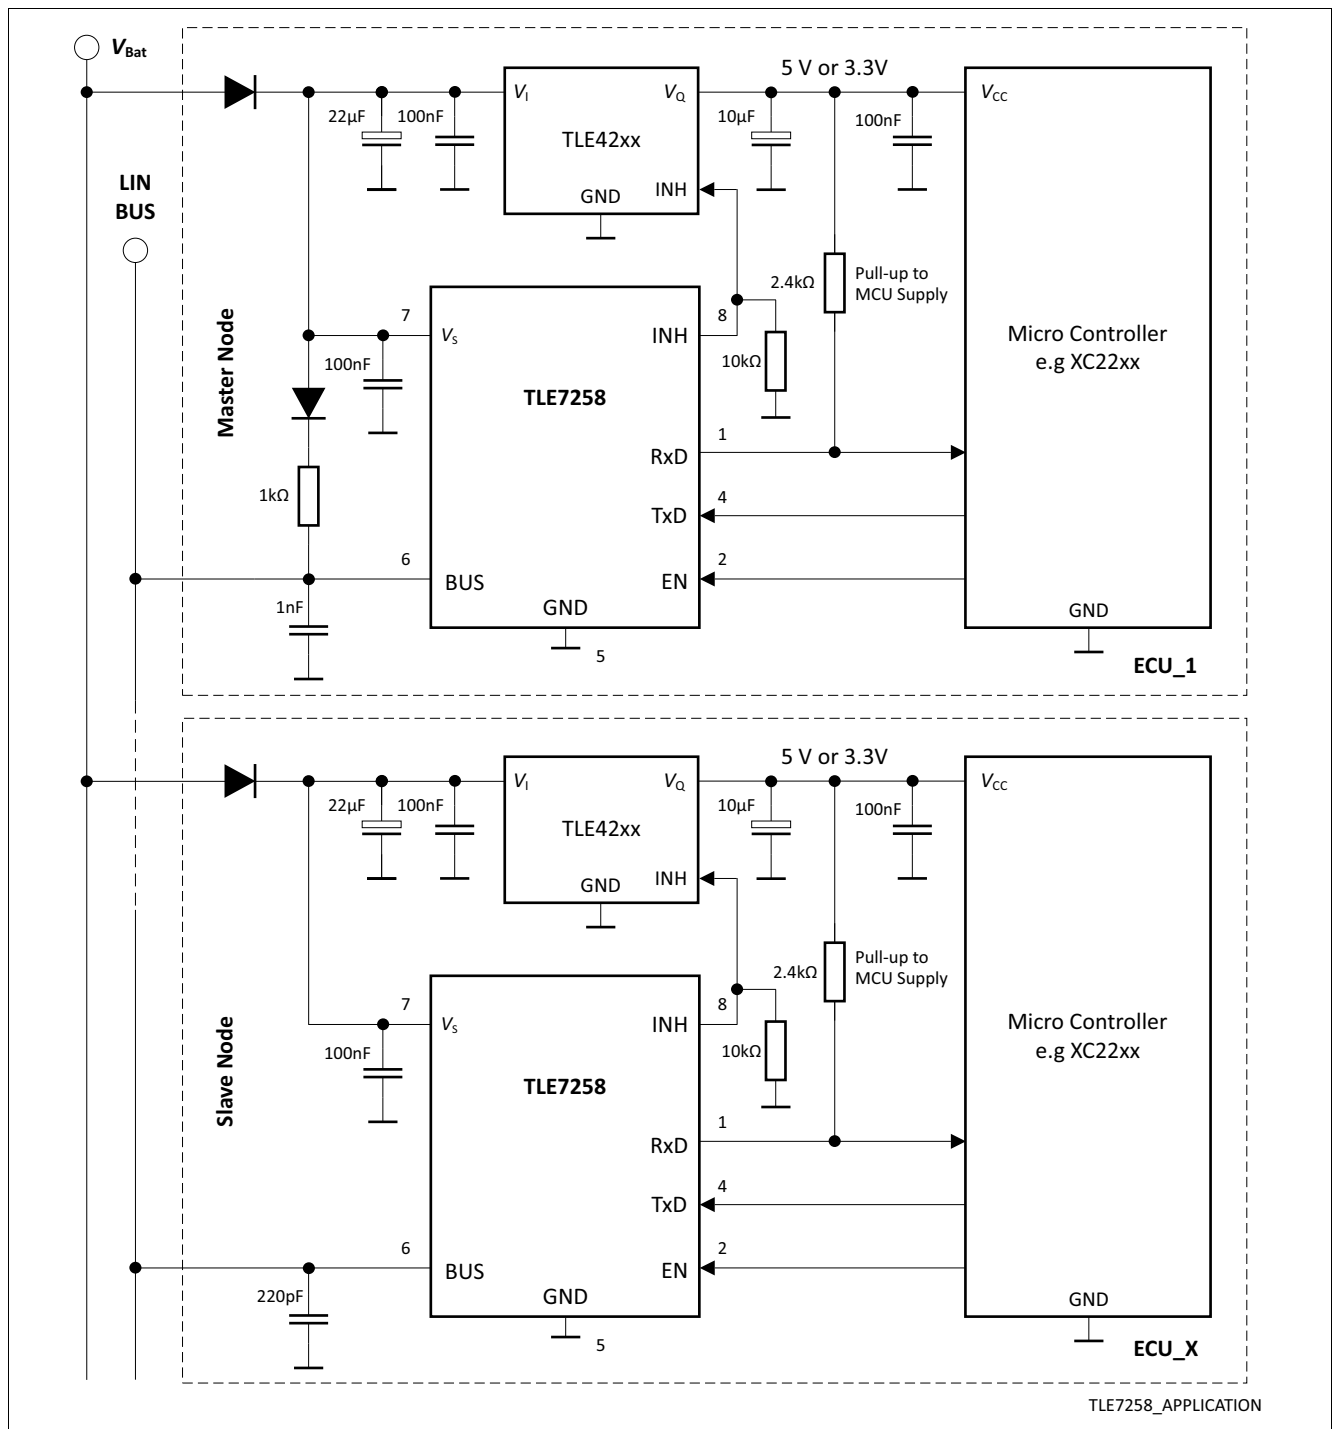 V_Bat
5 V or 3.3V
V_I
V_Q
V_CC
22µF
100nF
10µF
100nF
TLE42xx
LIN
BUS
INH
GND
2.4kΩ
Pull-up to
MCU Supply
7
V_S
8
INH
Micro Controller
e.g XC22xx
100nF
10kΩ
Master Node
TLE7258
1
RxD
1kΩ
4
TxD
6
2
BUS
EN
1nF
GND
GND
5
ECU_1
5 V or 3.3V
V_I
V_Q
V_CC
22µF
100nF
10µF
100nF
TLE42xx
INH
GND
2.4kΩ
Pull-up to
MCU Supply
7
V_S
8
INH
Micro Controller
e.g XC22xx
100nF
10kΩ
Slave Node
TLE7258
1
RxD
4
TxD
6
2
BUS
EN
220pF
GND
GND
5
ECU_X
TLE7258_APPLICATION